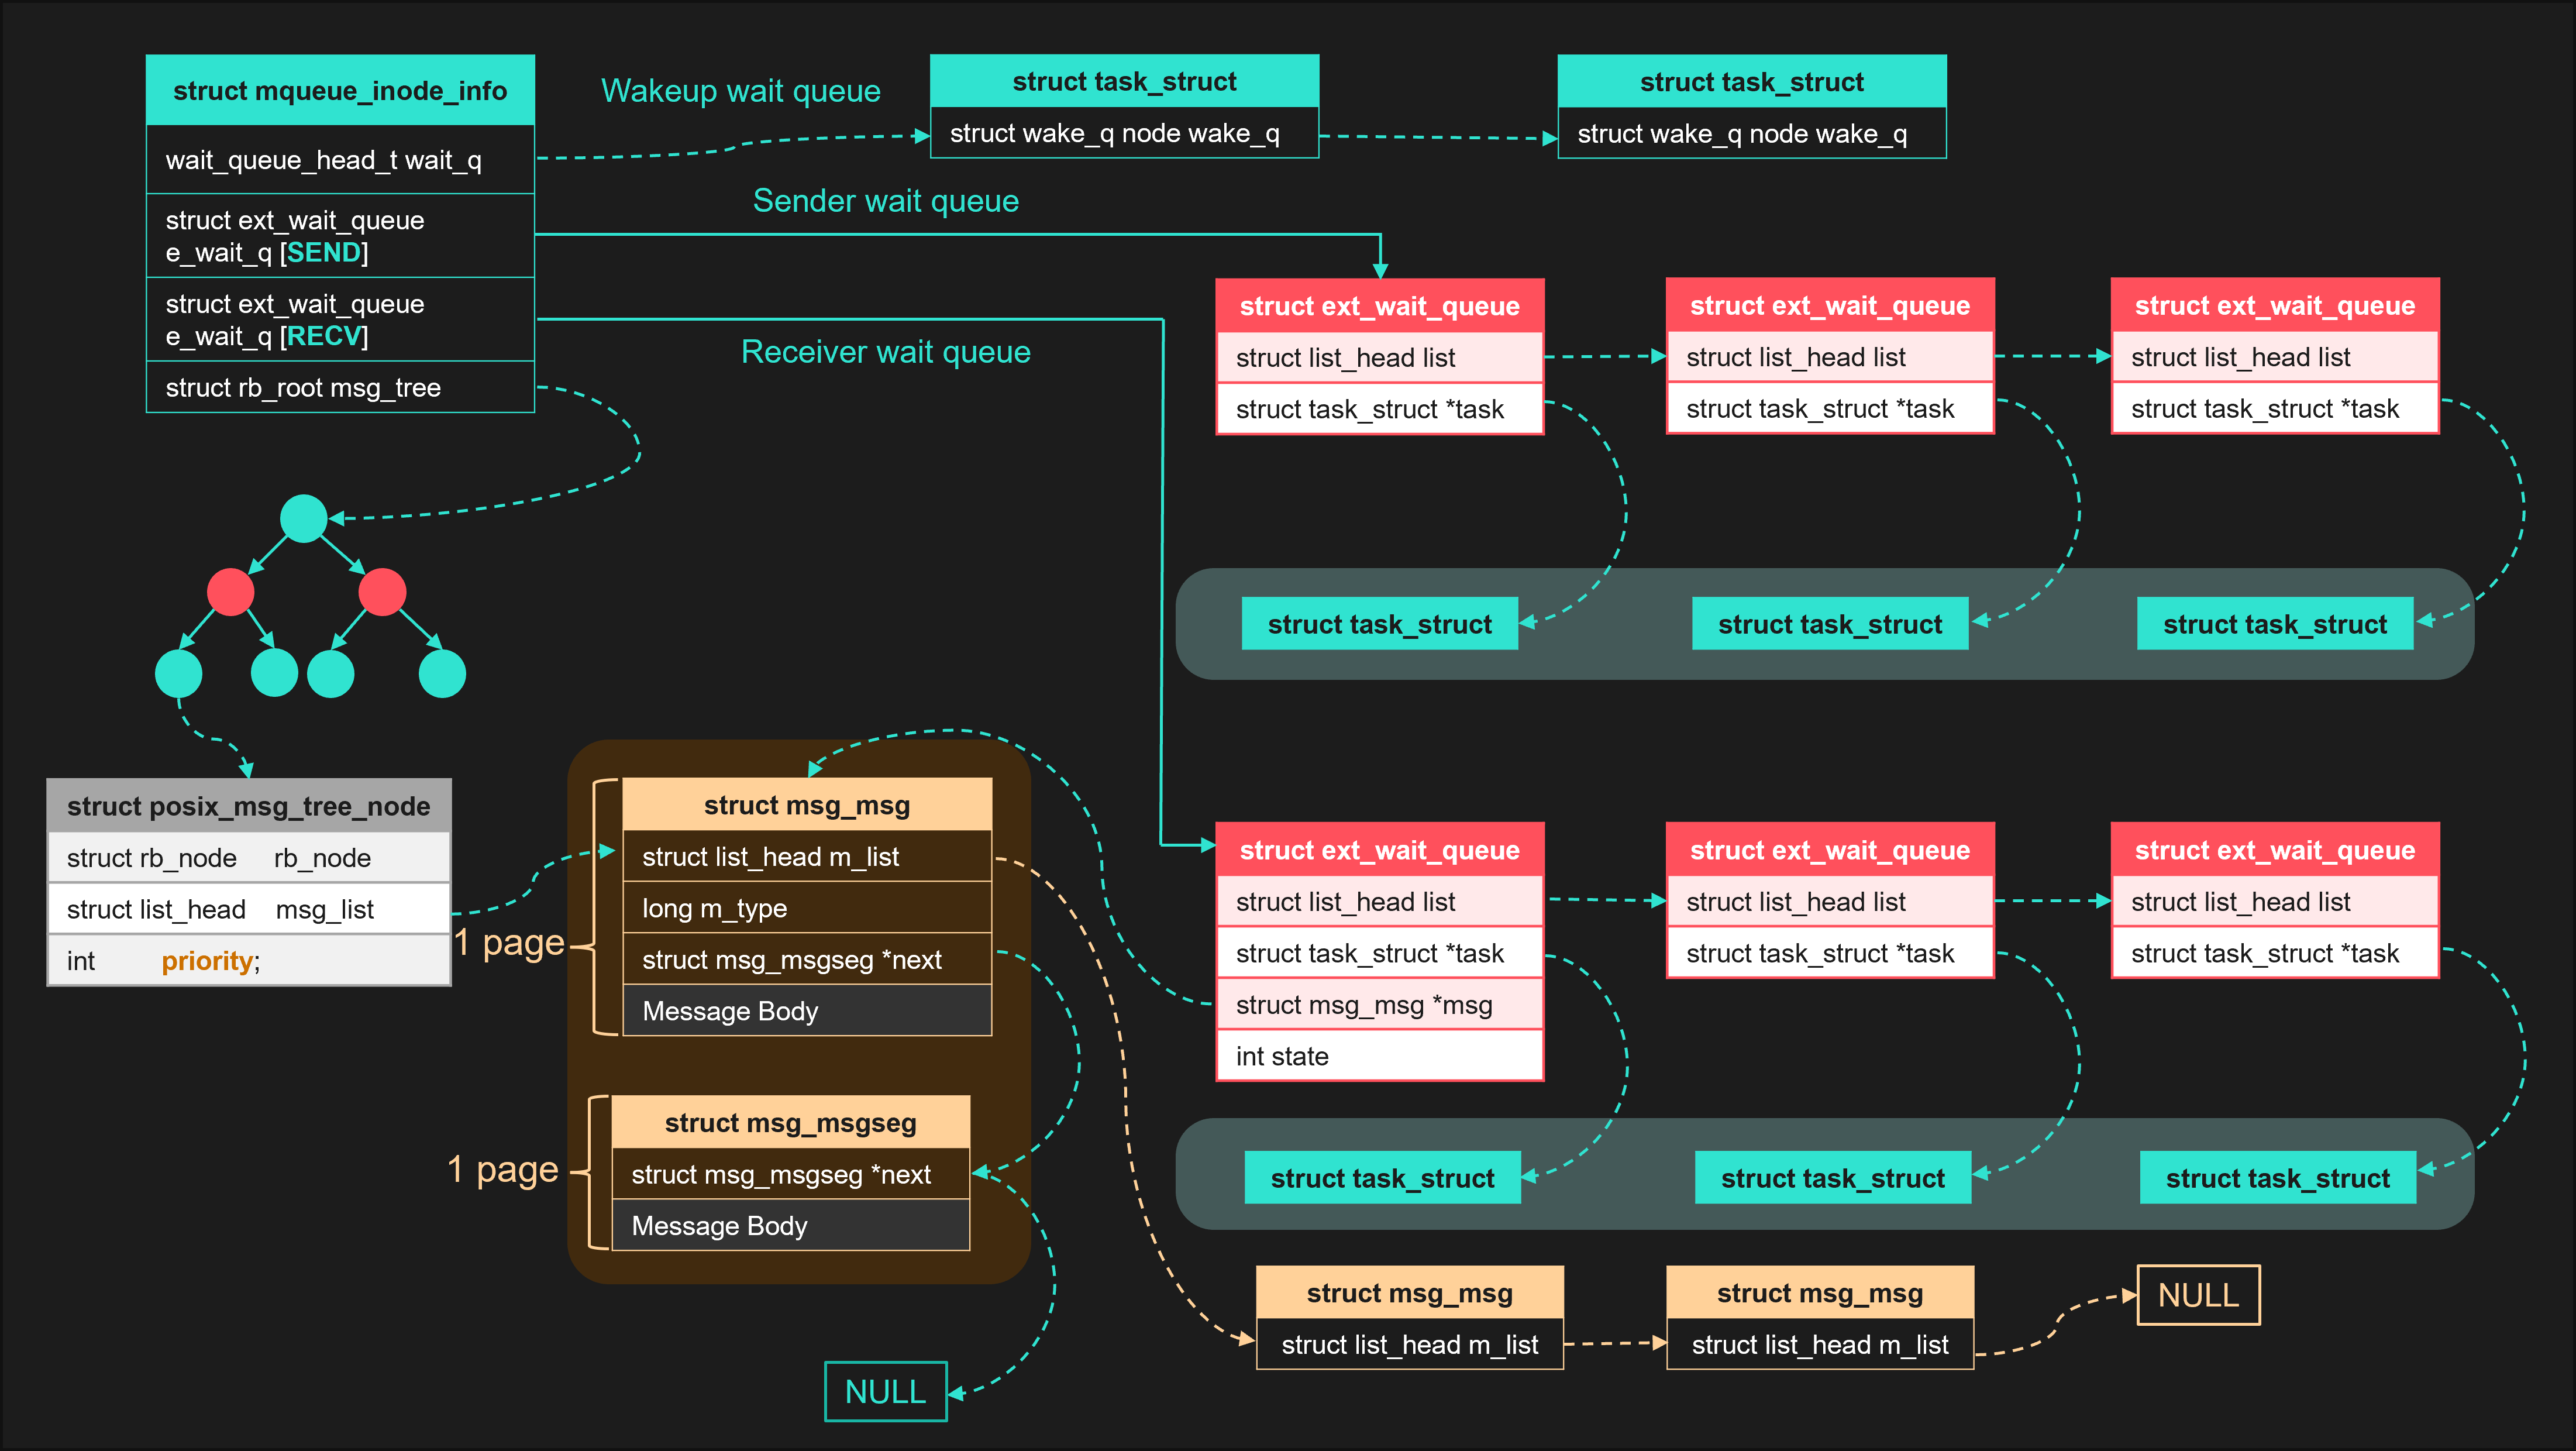 struct mqueue_inode_info
wait_queue_head_t wait_q
struct ext_wait_queue
e_wait_q [SEND]
struct ext_wait_queue
e_wait_q [RECV]
struct rb_root msg_tree
Wakeup wait queue
struct task_struct
struct wake_q node wake_q
struct task_struct
struct wake_q node wake_q
Sender wait queue
Receiver wait queue
struct ext_wait_queue
struct list_head list
struct task_struct *task
struct ext_wait_queue
struct list_head list
struct task_struct *task
struct ext_wait_queue
struct list_head list
struct task_struct *task
struct task_struct
struct task_struct
struct task_struct
struct posix_msg_tree_node
struct rb_node rb_node
struct list_head msg_list
int priority;
1 page
struct msg_msg
struct list_head m_list
long m_type
struct msg_msgseg *next
Message Body
1 page
struct msg_msgseg
struct msg_msgseg *next
Message Body
NULL
struct ext_wait_queue
struct list_head list
struct task_struct *task
struct msg_msg *msg
int state
struct ext_wait_queue
struct list_head list
struct task_struct *task
struct ext_wait_queue
struct list_head list
struct task_struct *task
struct task_struct
struct task_struct
struct task_struct
struct msg_msg
struct list_head m_list
struct msg_msg
struct list_head m_list
NULL